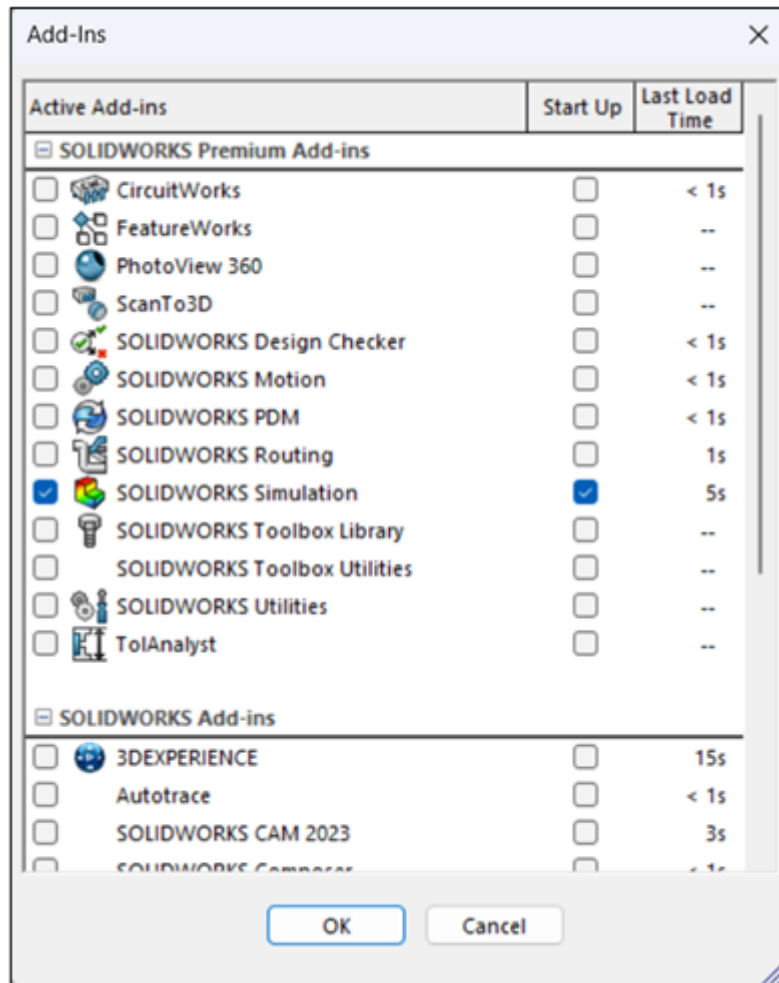 Add-Ins
Active Add-ins Start Up Last Load Time
SOLIDWORKS Premium Add-ins
CircuitWorks < 1s
FeatureWorks --
PhotoView 360 --
ScanTo3D --
SOLIDWORKS Design Checker < 1s
SOLIDWORKS Motion < 1s
SOLIDWORKS PDM < 1s
SOLIDWORKS Routing 1s
SOLIDWORKS Simulation 5s
SOLIDWORKS Toolbox Library --
SOLIDWORKS Toolbox Utilities --
SOLIDWORKS Utilities --
TolAnalyst --
SOLIDWORKS Add-ins
3DEXPERIENCE 15s
Autotrace < 1s
SOLIDWORKS CAM 2023 3s
SOLIDWORKS Composer < 1s
OK Cancel